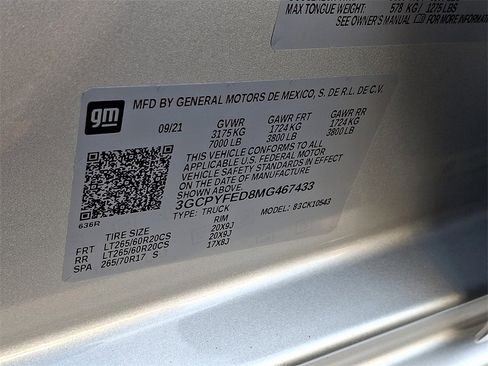 MAX TONGUE WEIGHT: 578 KG / 1275 LBS
SEE OWNER'S MANUAL FOR MORE INFORMATION
gm
MFD BY GENERAL MOTORS DE MEXICO, S. DE R.L. DE C.V.
09/21 GVWR GAWR FRT GAWR RR
3175 KG 1724 KG 1724 KG
7000 LB 3800 LB 3800 LB
THIS VEHICLE CONFORMS TO ALL
APPLICABLE U.S. FEDERAL MOTOR
VEHICLE SAFETY STANDARDS IN EFFECT
ON THE DATE OF MANUFACTURE
SHOWN ABOVE.
3GCPYFED8MG467433
TYPE: TRUCK MODEL: 83CK10543
636R
TIRE SIZE RIM
FRT LT265/60R20CS 20X9J
RR LT265/60R20CS 20X9J
SPA 265/70R17 S 17X8J